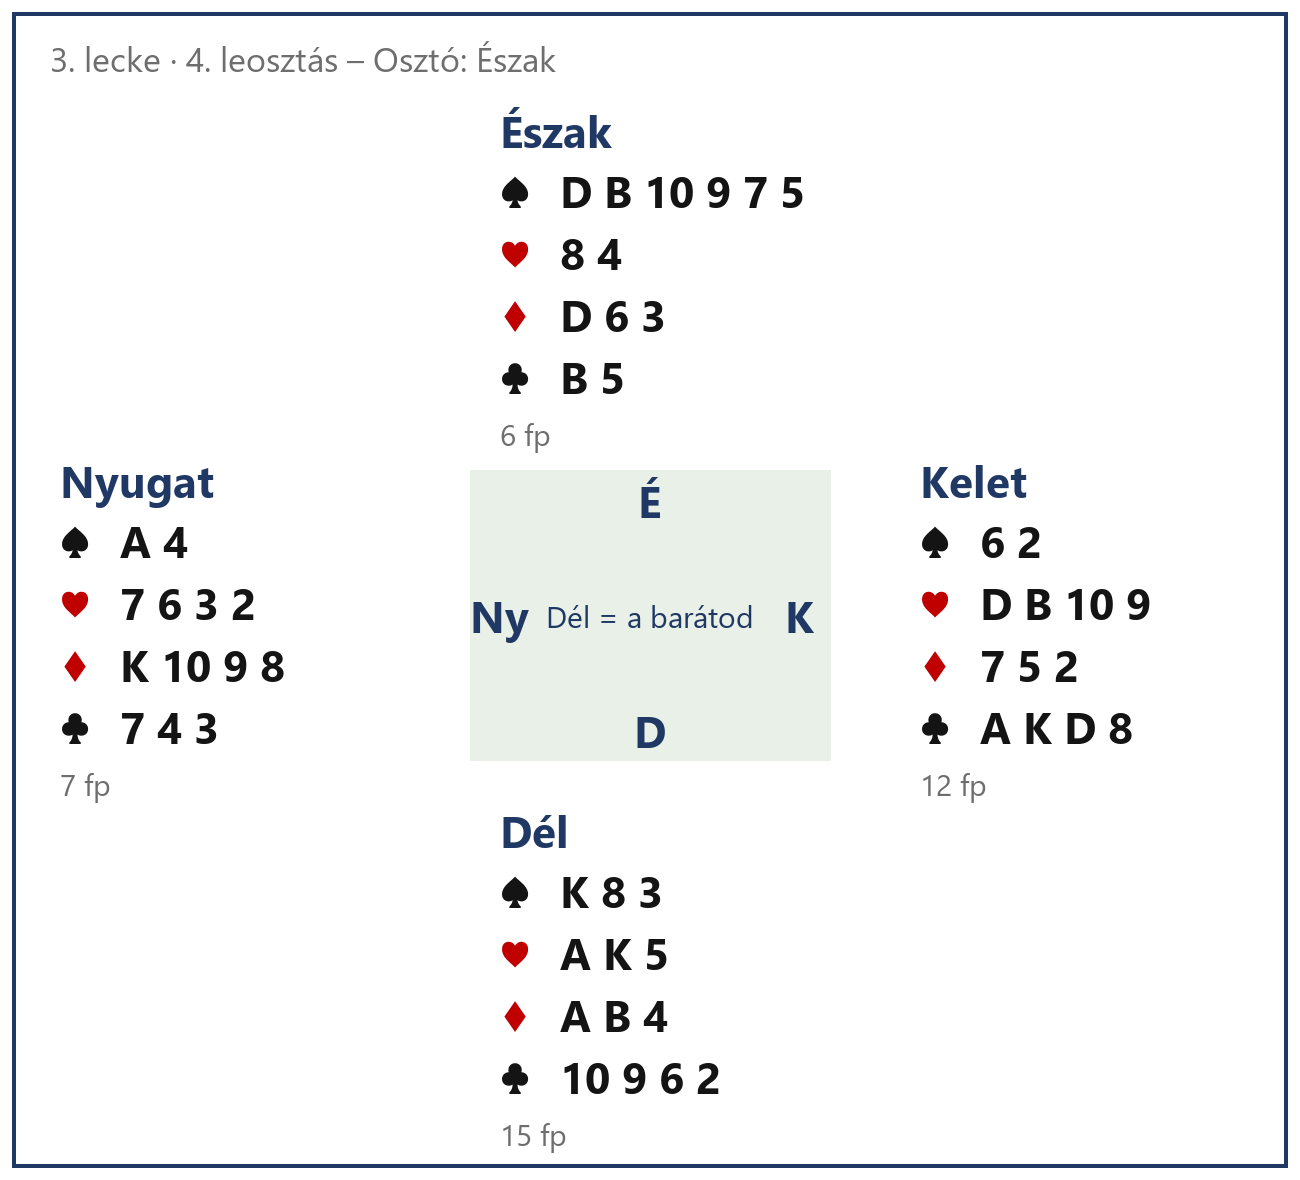 3. lecke · 4. leosztás – Osztó: Észak
Észak
♠ D B 10 9 7 5
♥ 8 4
♦ D 6 3
♣ B 5
6 fp
Nyugat
♠ A 4
♥ 7 6 3 2
♦ K 10 9 8
♣ 7 4 3
7 fp
É
Ny Dél = a barátod K
D
Kelet
♠ 6 2
♥ D B 10 9
♦ 7 5 2
♣ A K D 8
12 fp
Dél
♠ K 8 3
♥ A K 5
♦ A B 4
♣ 10 9 6 2
15 fp